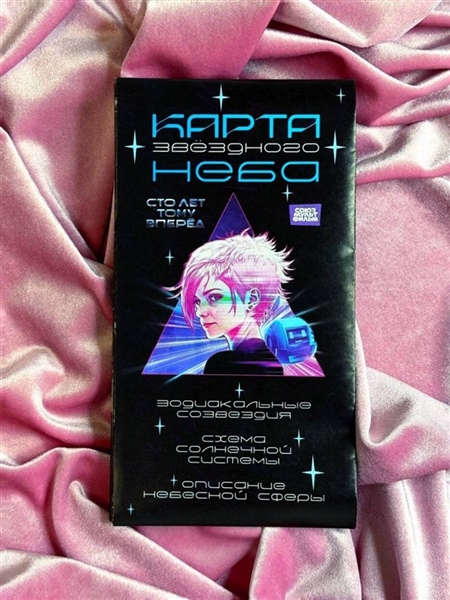 КАРТА
ЗВЁЗДНОГО
НЕБА
СТО ЛЕТ
ТОМУ
ВПЕРЁД
СОЮЗ
МУЛЬТ
ФИЛЬМ
ЗОДИАКАЛЬНЫЕ
СОЗВЕЗДИЯ
СХЕМА
СОЛНЕЧНОЙ
СИСТЕМЫ
ОПИСАНИЕ
НЕБЕСНОЙ СФЕРЫ